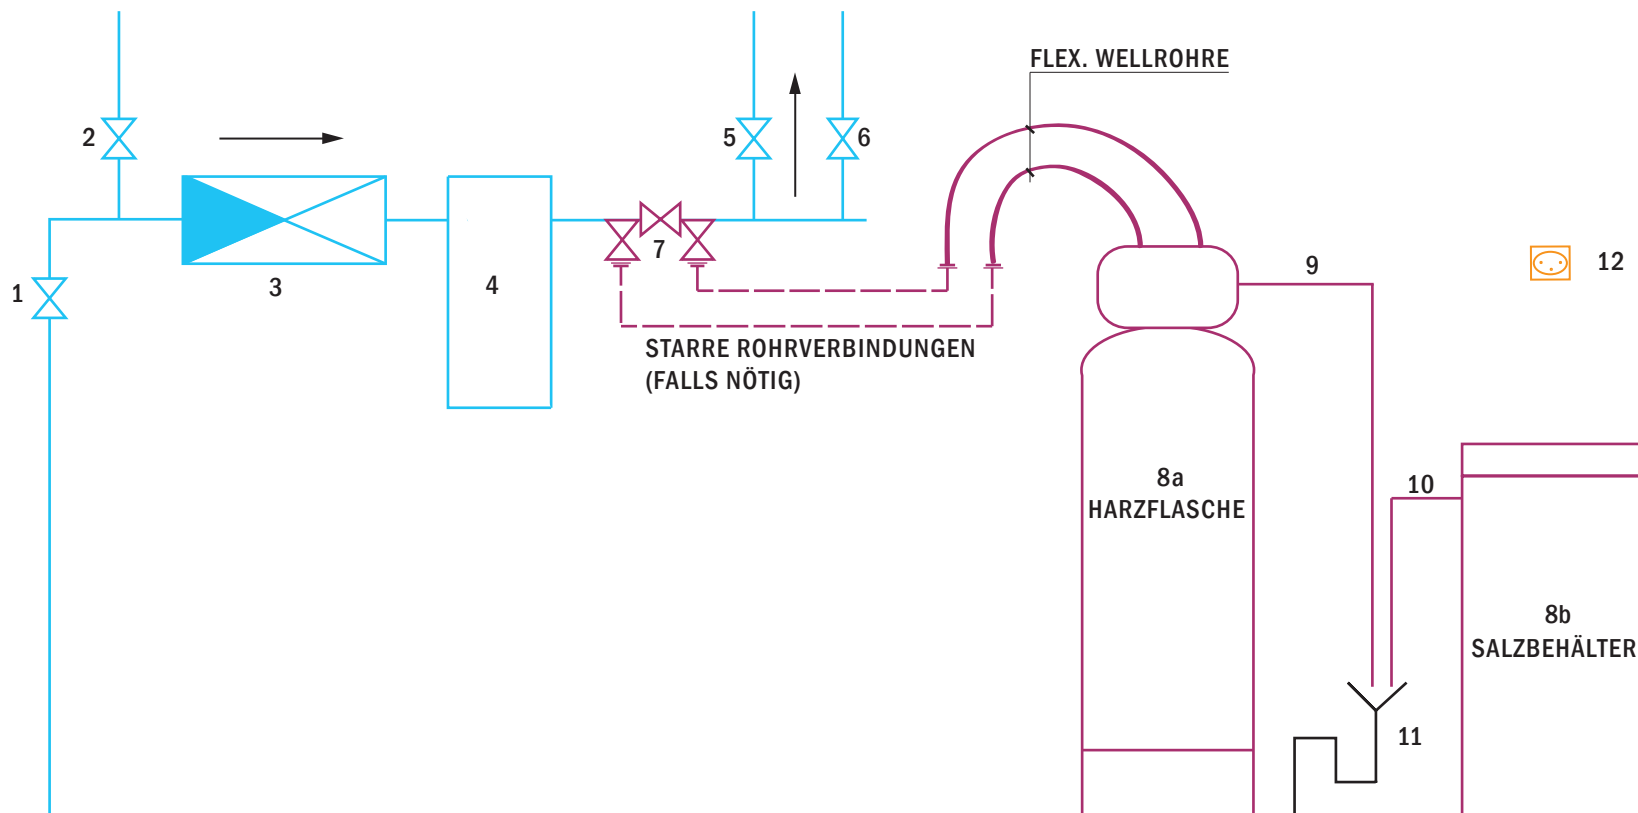 FLEX. WELLROHRE
2
5
6
7
9
12
1
3
4
STARRE ROHRVERBINDUNGEN
(FALLS NÖTIG)
8a
HARZFLASCHE
10
8b
SALZBEHÄLTER
11